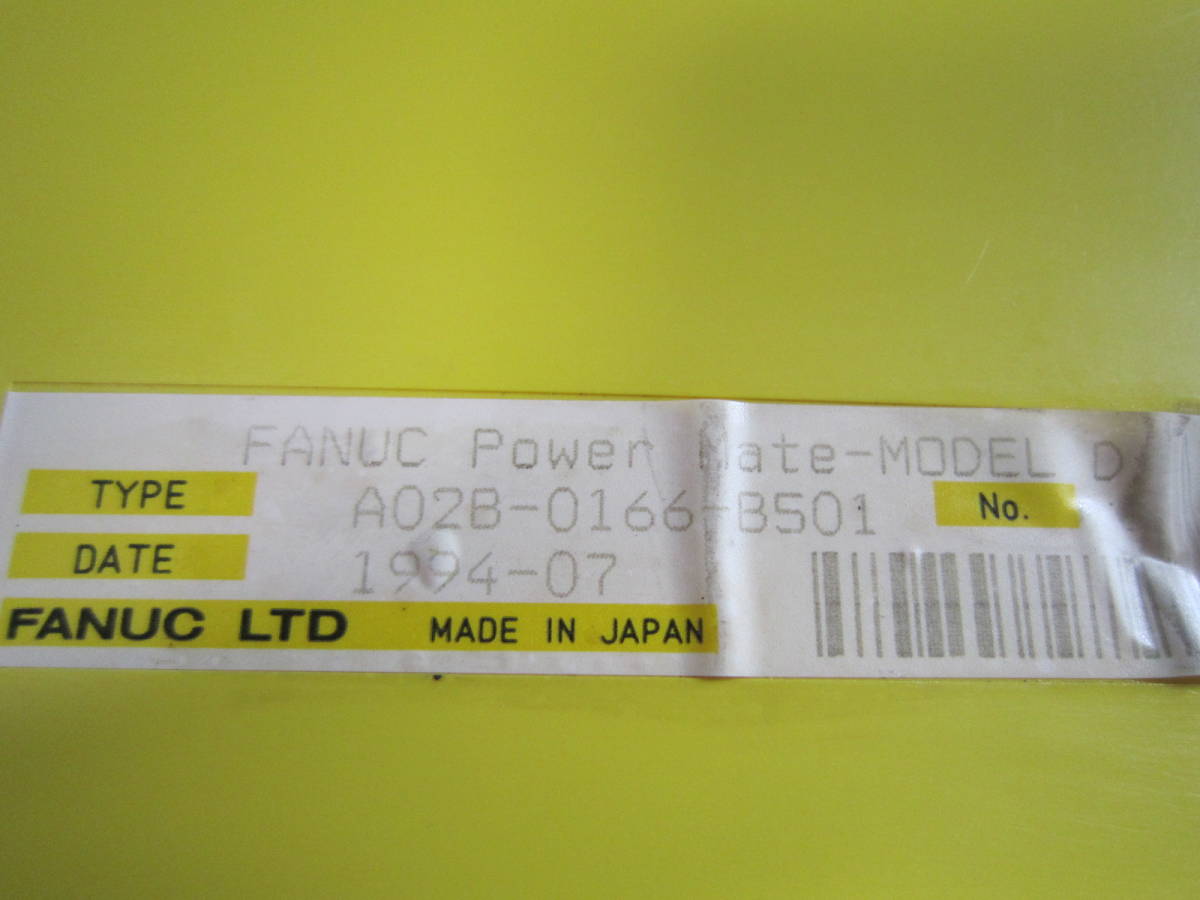 FANUC Power Mate-MODEL D
TYPE A02B-0166-B501 No.
DATE 1994-07
FANUC LTD MADE IN JAPAN